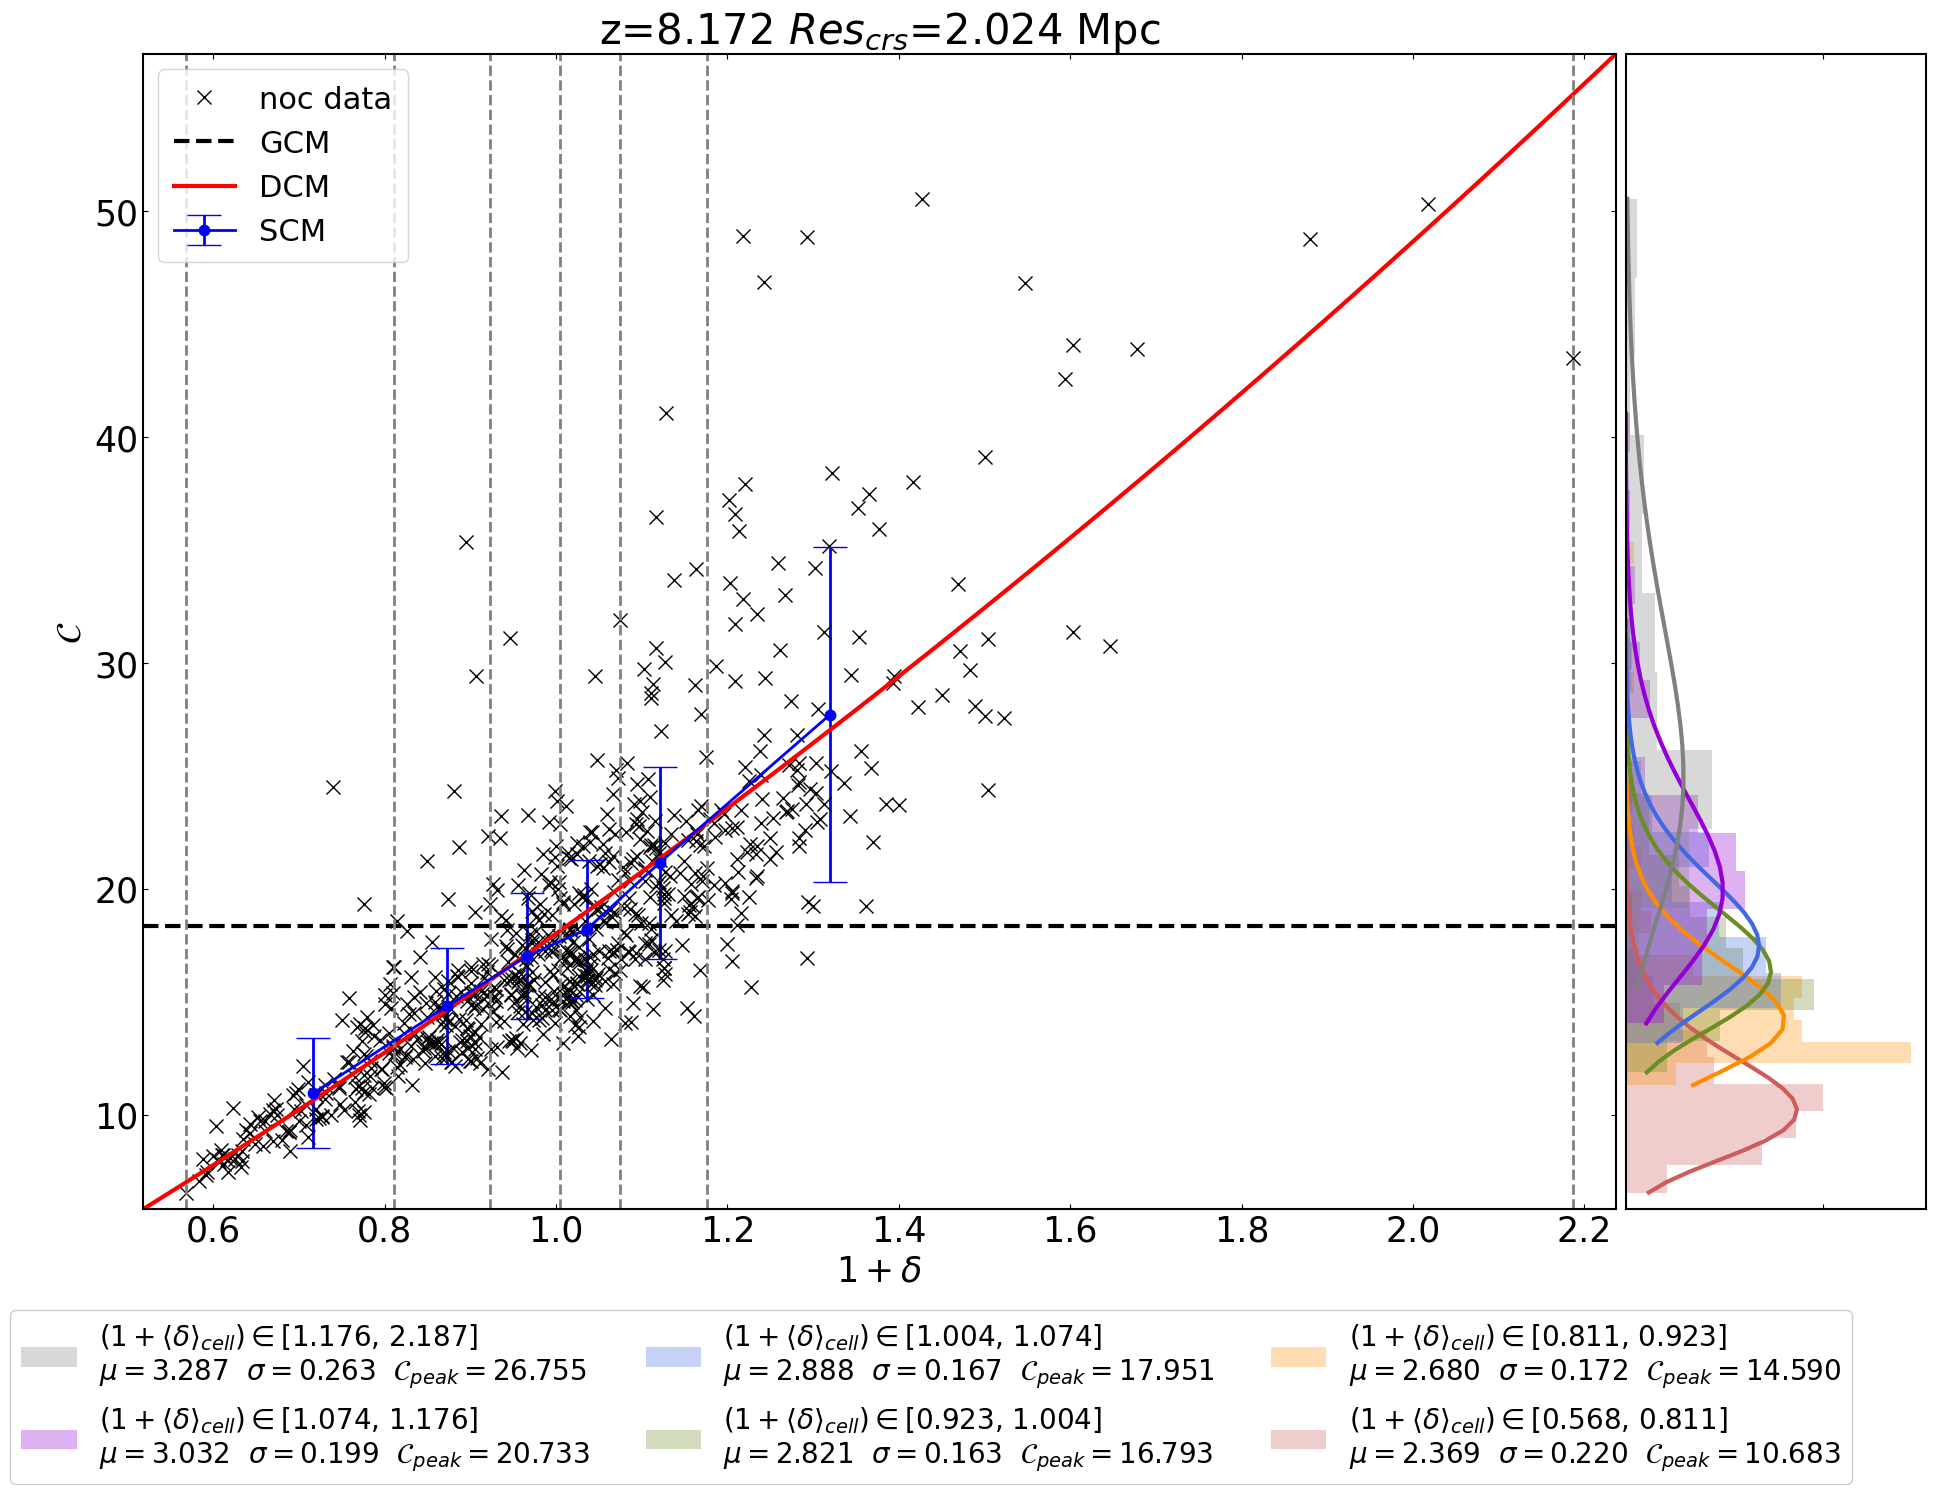 z=8.172 Res_crs=2.024 Mpc
noc data
GCM
DCM
SCM
50
40
30
20
10
𝒞
0.6 0.8 1.0 1.2 1.4 1.6 1.8 2.0 2.2
1 + δ
(1 + ⟨δ⟩_cell) ∈ [1.176, 2.187]
μ = 3.287 σ = 0.263 𝒞_peak = 26.755
(1 + ⟨δ⟩_cell) ∈ [1.074, 1.176]
μ = 3.032 σ = 0.199 𝒞_peak = 20.733
(1 + ⟨δ⟩_cell) ∈ [1.004, 1.074]
μ = 2.888 σ = 0.167 𝒞_peak = 17.951
(1 + ⟨δ⟩_cell) ∈ [0.923, 1.004]
μ = 2.821 σ = 0.163 𝒞_peak = 16.793
(1 + ⟨δ⟩_cell) ∈ [0.811, 0.923]
μ = 2.680 σ = 0.172 𝒞_peak = 14.590
(1 + ⟨δ⟩_cell) ∈ [0.568, 0.811]
μ = 2.369 σ = 0.220 𝒞_peak = 10.683